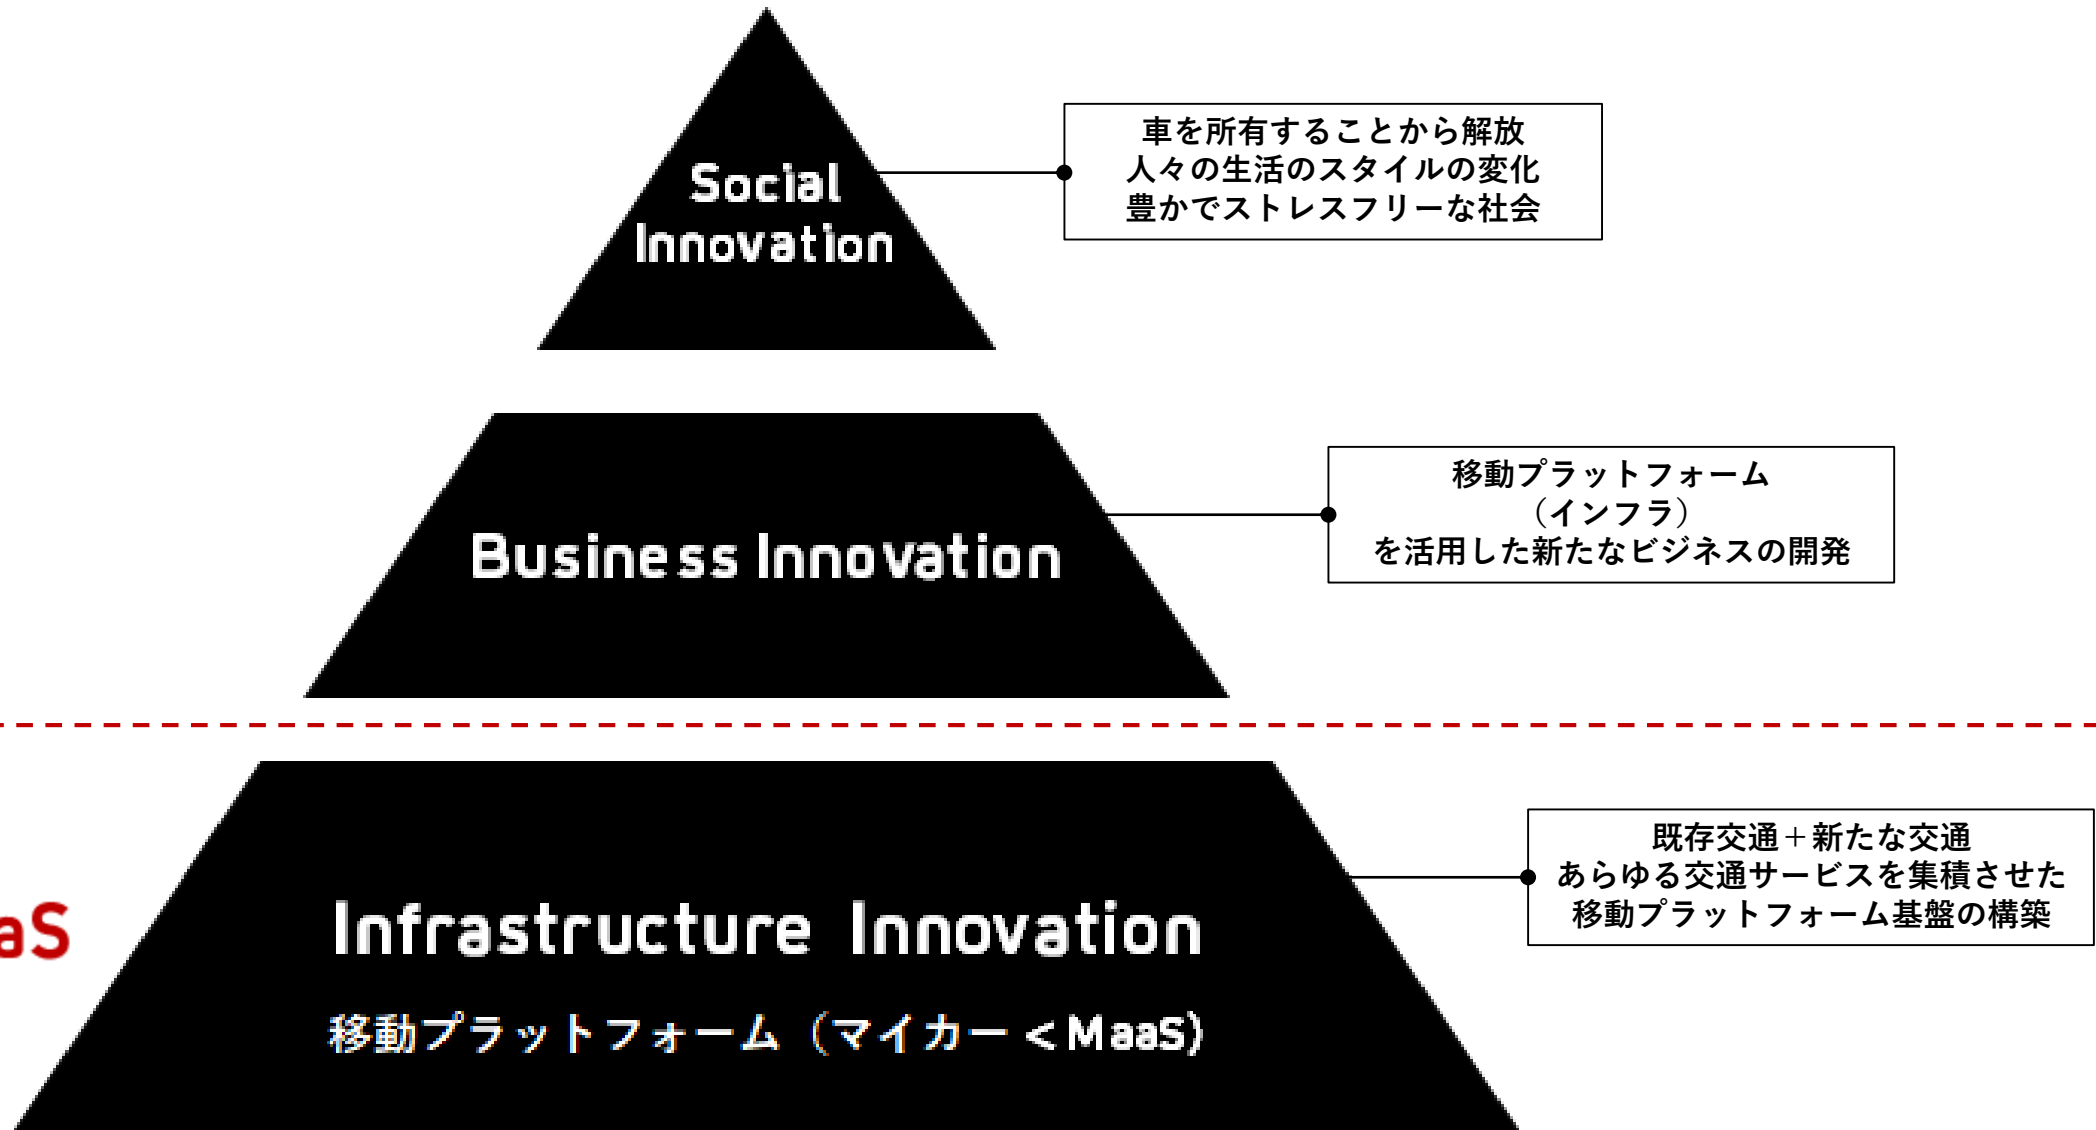 Social
Innovation
車を所有することから解放
人々の生活のスタイルの変化
豊かでストレスフリーな社会
Business Innovation
移動プラットフォーム
（インフラ）
を活用した新たなビジネスの開発
aS
Infrastructure Innovation
移動プラットフォーム（マイカー < MaaS）
既存交通＋新たな交通
あらゆる交通サービスを集積させた
移動プラットフォーム基盤の構築